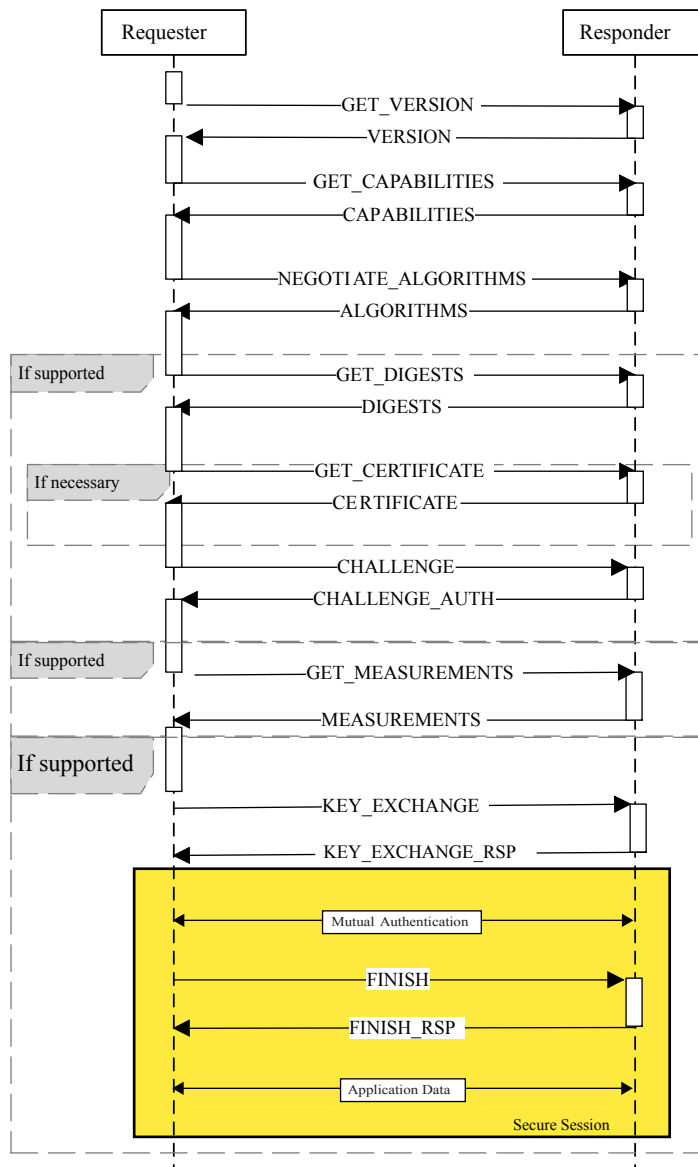 Requester
Responder
GET_VERSION
VERSION
GET_CAPABILITIES
CAPABILITIES
NEGOTIATE_ALGORITHMS
ALGORITHMS
If supported
GET_DIGESTS
DIGESTS
If necessary
GET_CERTIFICATE
CERTIFICATE
CHALLENGE
CHALLENGE_AUTH
If supported
GET_MEASUREMENTS
MEASUREMENTS
If supported
KEY_EXCHANGE
KEY_EXCHANGE_RSP
Mutual Authentication
FINISH
FINISH_RSP
Application Data
Secure Session